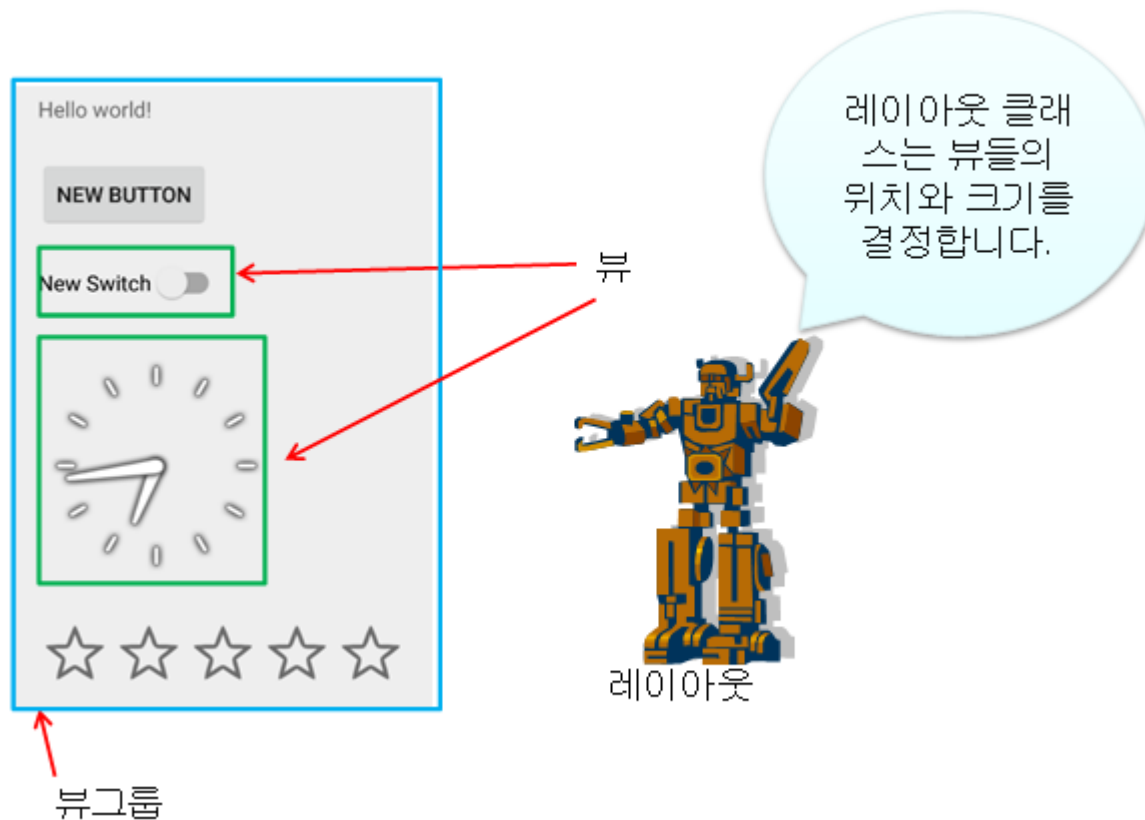 Hello world!
NEW BUTTON
New Switch
뷰
레이아웃 클래
스는 뷰들의
위치와 크기를
결정합니다.
레이아웃
뷰그룹